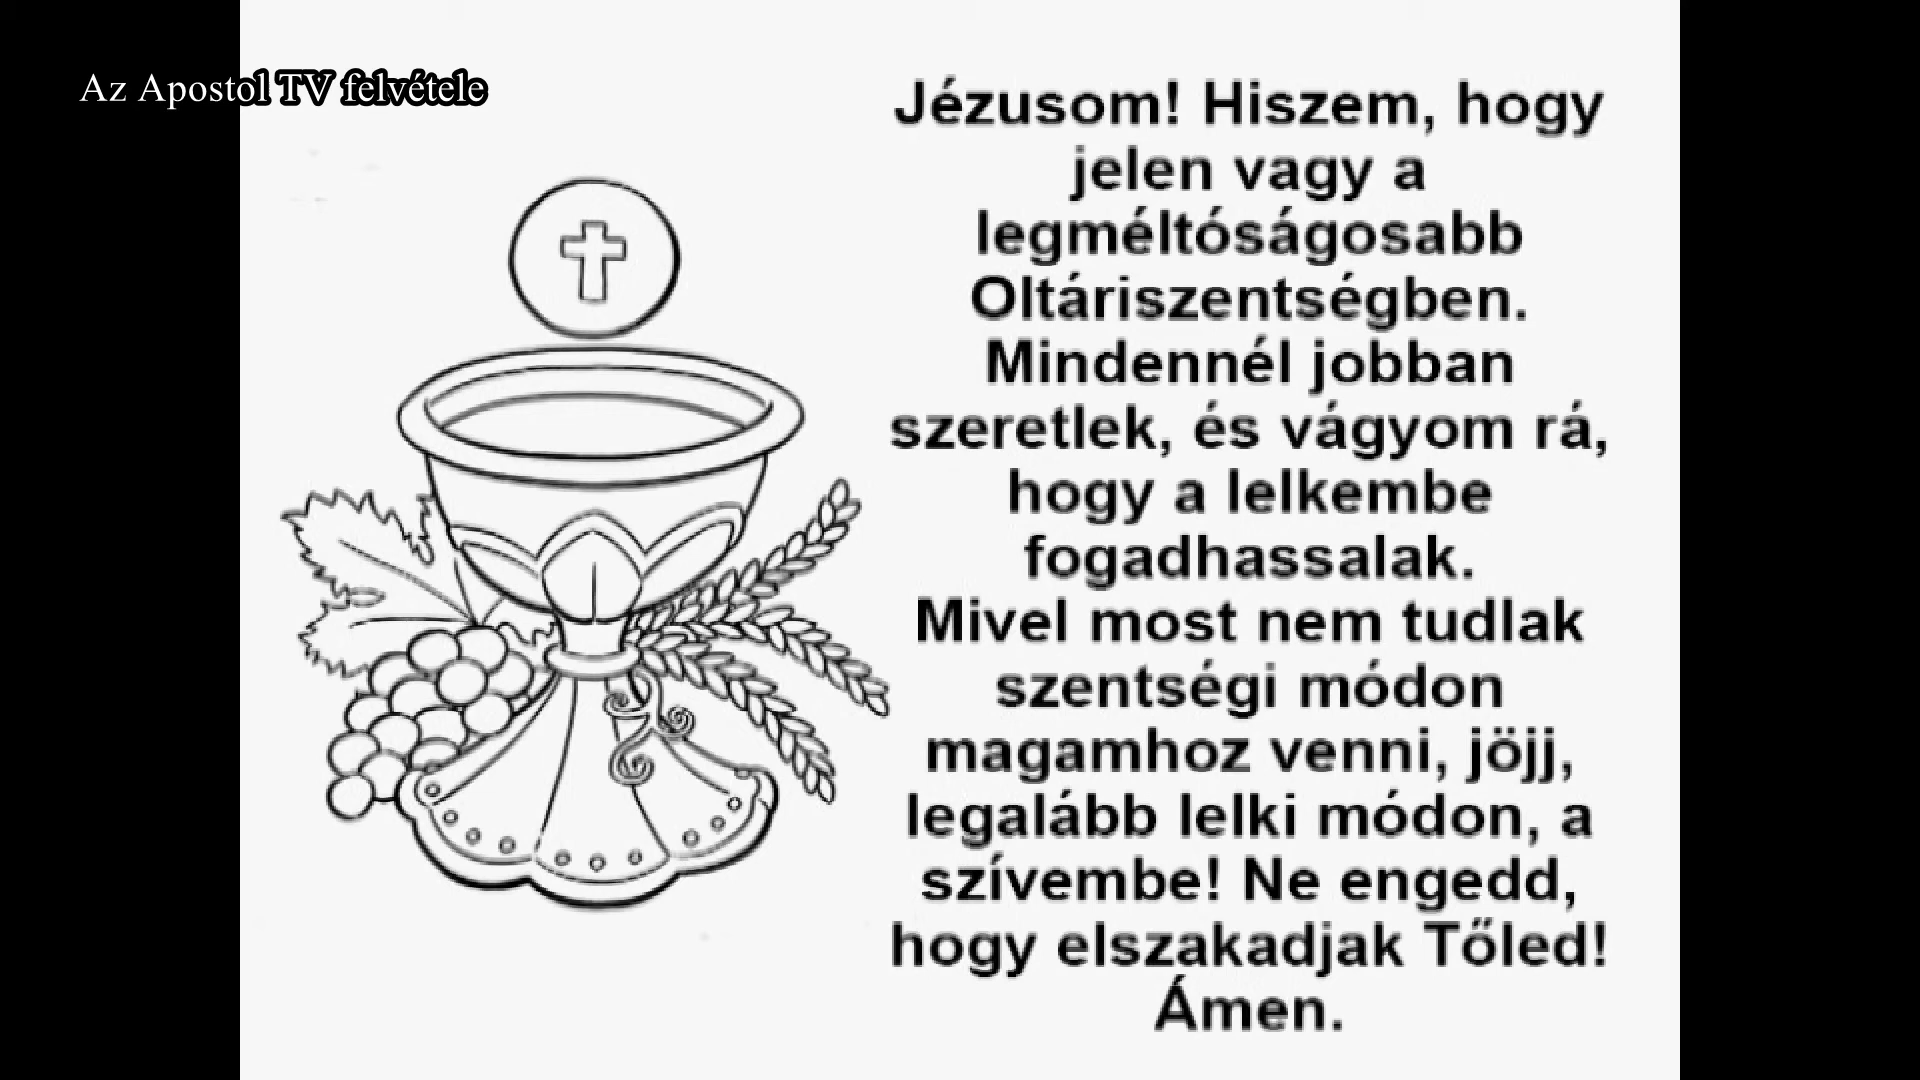 Az Apostol TV felvétele
Jézusom! Hiszem, hogy
jelen vagy a
legméltóságosabb
Oltáriszentségben.
Mindennél jobban
szeretlek, és vágyom rá,
hogy a lelkembe
fogadhassalak.
Mivel most nem tudlak
szentségi módon
magamhoz venni, jöjj,
legalább lelki módon, a
szívembe! Ne engedd,
hogy elszakadjak Tőled!
Ámen.